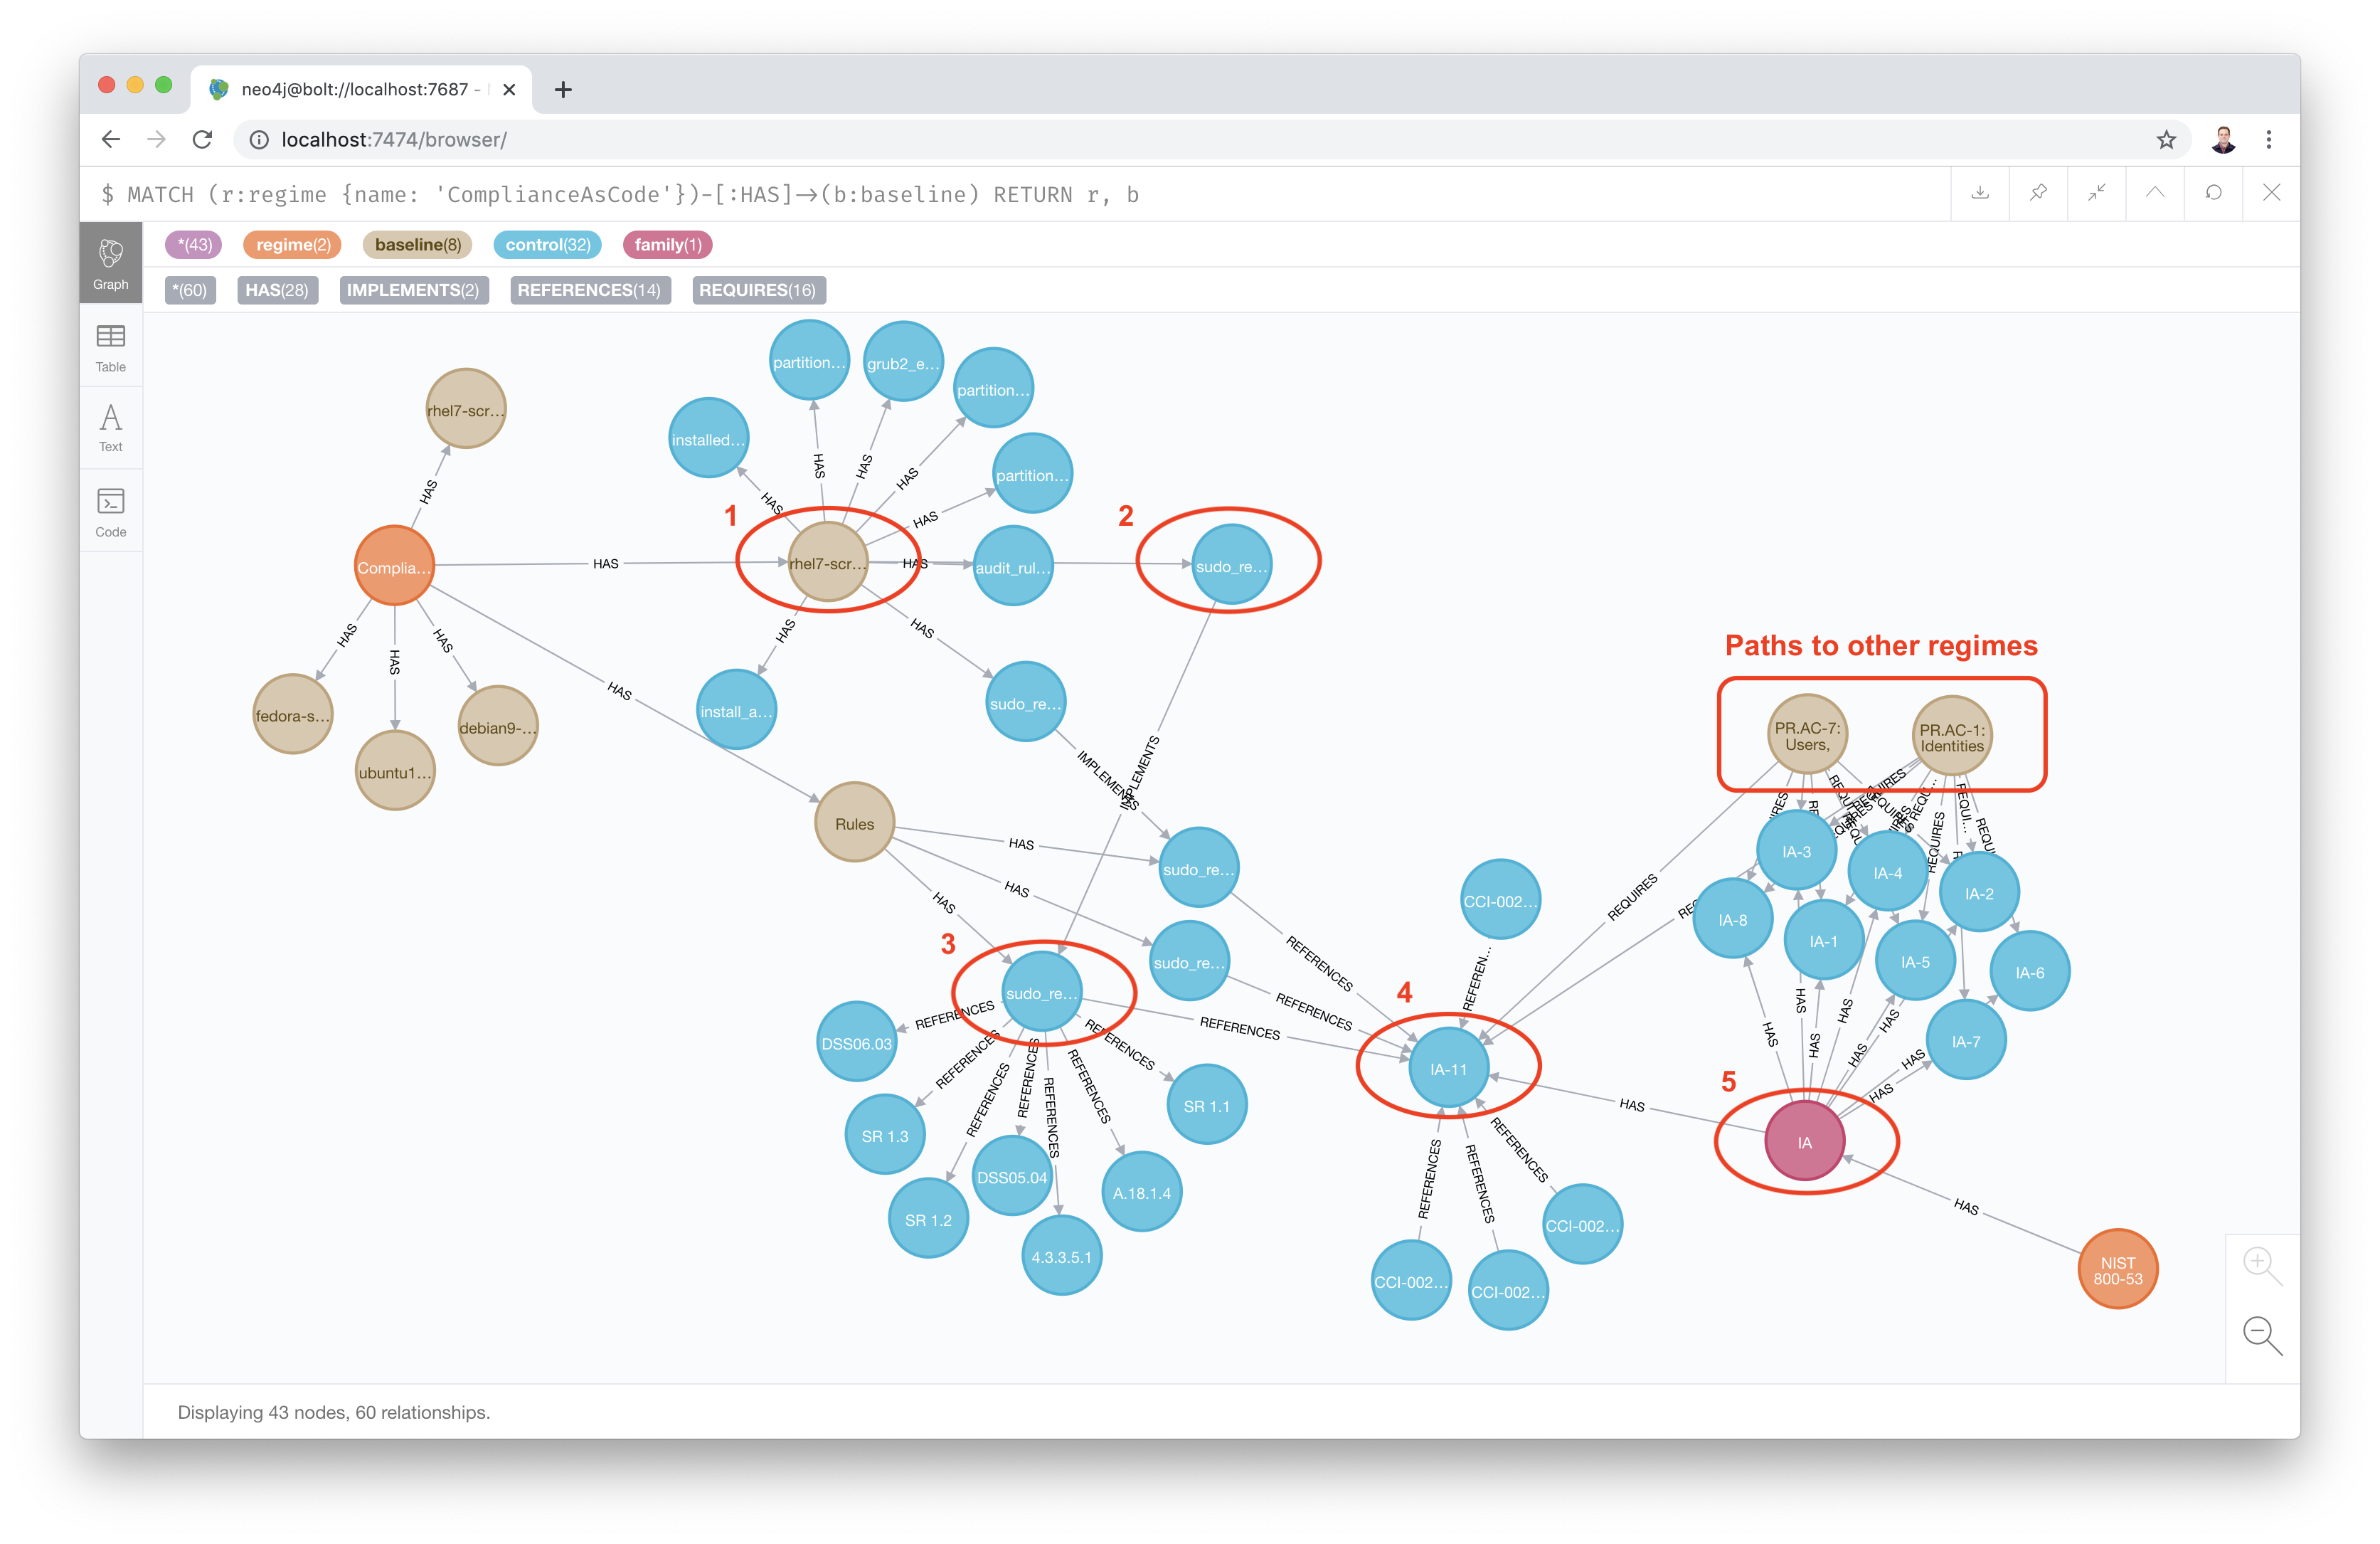 neo4j@bolt://localhost:7687 -
localhost:7474/browser/
$ MATCH (r:regime {name: 'ComplianceAsCode'})-[:HAS]->(b:baseline) RETURN r, b
*(43) regime(2) baseline(8) control(32) family(1)
*(60) HAS(28) IMPLEMENTS(2) REFERENCES(14) REQUIRES(16)
Graph
Table
Text
Code
partition...
grub2_e...
partition...
rhel7-scr...
installed...
partition...
HAS
HAS
HAS
HAS
HAS
HAS
1
2
Complia...
HAS
rhel7-scr...
HAS
audit_rul...
sudo_re...
HAS
HAS
HAS
HAS
HAS
HAS
Paths to other regimes
fedora-s...
ubuntu1...
debian9-...
install_a...
sudo_re...
PR.AC-7:
Users,
PR.AC-1:
Identities
IMPLEMENTS
IMPLEMENTS
Rules
HAS
HAS
HAS
sudo_re...
sudo_re...
CCI-002...
REQUIRES
REQUIRES
REQUI...
IA-3
IA-4
IA-2
IA-8
IA-1
IA-5
IA-6
IA-7
3
sudo_re...
REFERENCES
REFERENCES
REFERENCES
REFEREN...
4
IA-11
REFERENCES
REFERENCES
REFERENCES
REFERENCES
REFERENCES
REFERENCES
REFERENCES
DSS06.03
SR 1.3
SR 1.2
DSS05.04
4.3.3.5.1
A.18.1.4
SR 1.1
HAS
HAS
HAS
HAS
HAS
HAS
HAS
HAS
5
IA
HAS
NIST
800-53
REFERENCES
REFERENCES
REFERENCES
CCI-002...
CCI-002...
CCI-002...
Displaying 43 nodes, 60 relationships.